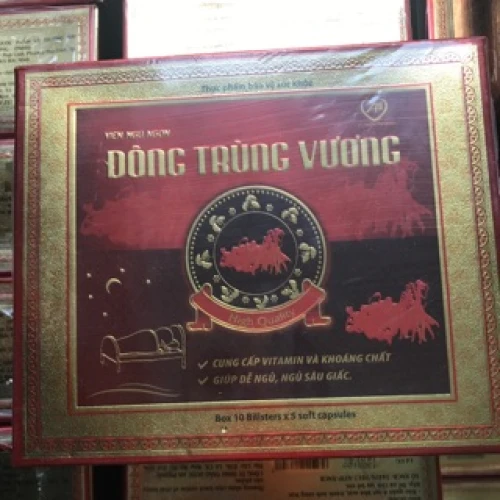 Thực phẩm bảo vệ sức khỏe
VIÊN NGỦ NGON
ĐÔNG TRÙNG VƯƠNG
High Quality
✓ CUNG CẤP VITAMIN VÀ KHOÁNG CHẤT
✓ GIÚP DỄ NGỦ, NGỦ SÂU GIẤC.
Box 10 Blisters x 5 soft capsules